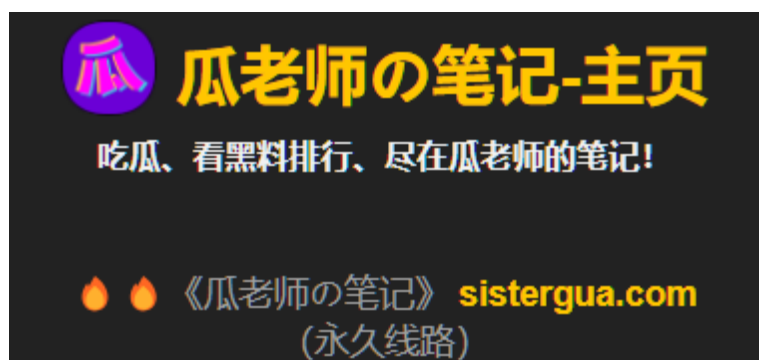 瓜
瓜老师の笔记-主页
吃瓜、看黑料排行、尽在瓜老师的笔记!
🔥 🔥 《瓜老师の笔记》 sistergua.com
(永久线路)